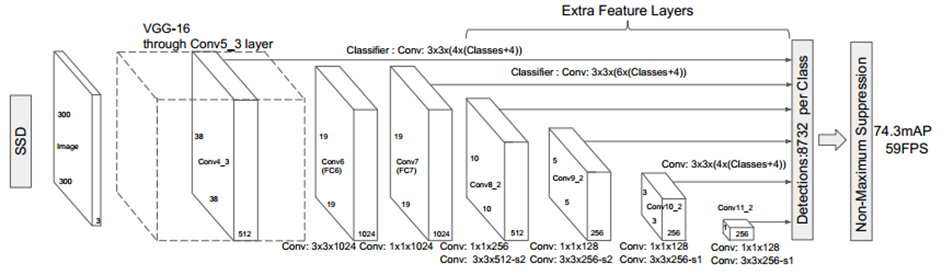 Extra Feature Layers
VGG-16
through Conv5_3 layer
Classifier : Conv: 3x3x(4x(Classes+4))
Classifier : Conv: 3x3x(6x(Classes+4))
SSD
300
Image
300
3
38
Conv4_3
38
512
19
Conv6
(FC6)
19
1024
19
Conv7
(FC7)
19
1024
10
Conv8_2
10
512
5
Conv9_2
5
256
Conv: 3x3x(4x(Classes+4))
3
Conv10_2
3
256
Conv11_2
1
256
Detections:8732 per Class
Non-Maximum Suppression
74.3mAP
59FPS
Conv: 3x3x1024
Conv: 1x1x1024
Conv: 1x1x256
Conv: 3x3x512-s2
Conv: 1x1x128
Conv: 3x3x256-s2
Conv: 1x1x128
Conv: 3x3x256-s1
Conv: 1x1x128
Conv: 3x3x256-s1